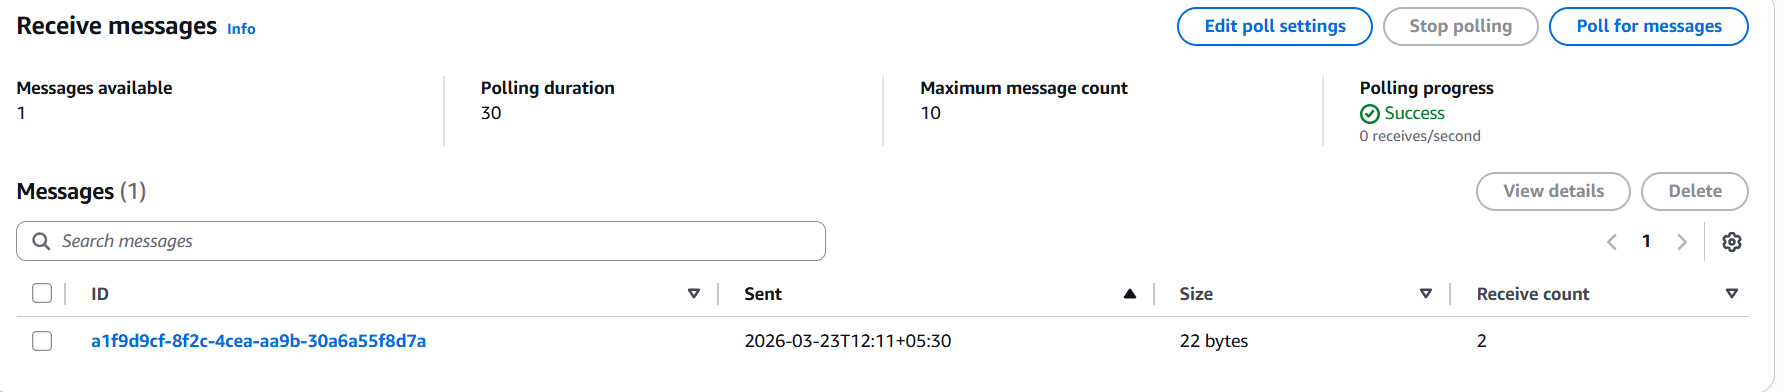 Receive messages Info Edit poll settings Stop polling Poll for messages
Messages available Polling duration Maximum message count Polling progress
1 30 10 Success
0 receives/second
Messages (1) View details Delete
Search messages 1
ID Sent Size Receive count
a1f9d9cf-8f2c-4cea-aa9b-30a6a55f8d7a 2026-03-23T12:11+05:30 22 bytes 2